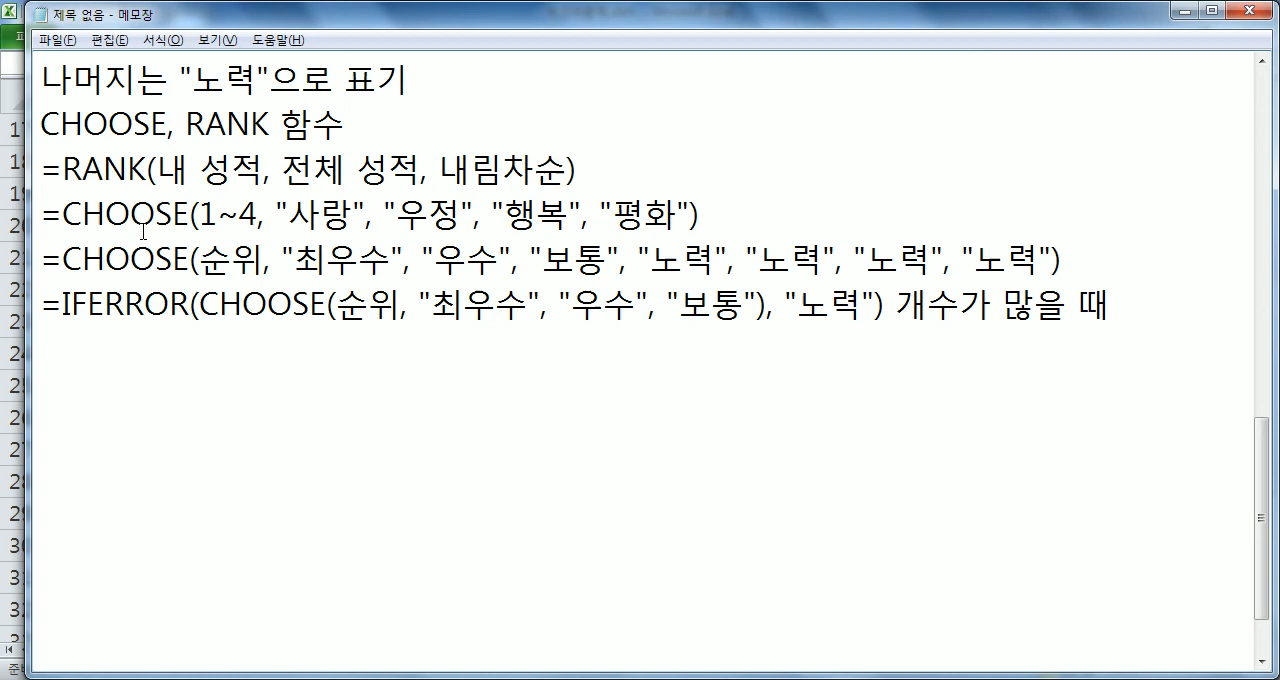 제목 없음 - 메모장
파일(F) 편집(E) 서식(O) 보기(V) 도움말(H)
나머지는 "노력"으로 표기
CHOOSE, RANK 함수
=RANK(내 성적, 전체 성적, 내림차순)
=CHOOSE(1~4, "사랑", "우정", "행복", "평화")
=CHOOSE(순위, "최우수", "우수", "보통", "노력", "노력", "노력", "노력")
=IFERROR(CHOOSE(순위, "최우수", "우수", "보통"), "노력") 개수가 많을 때